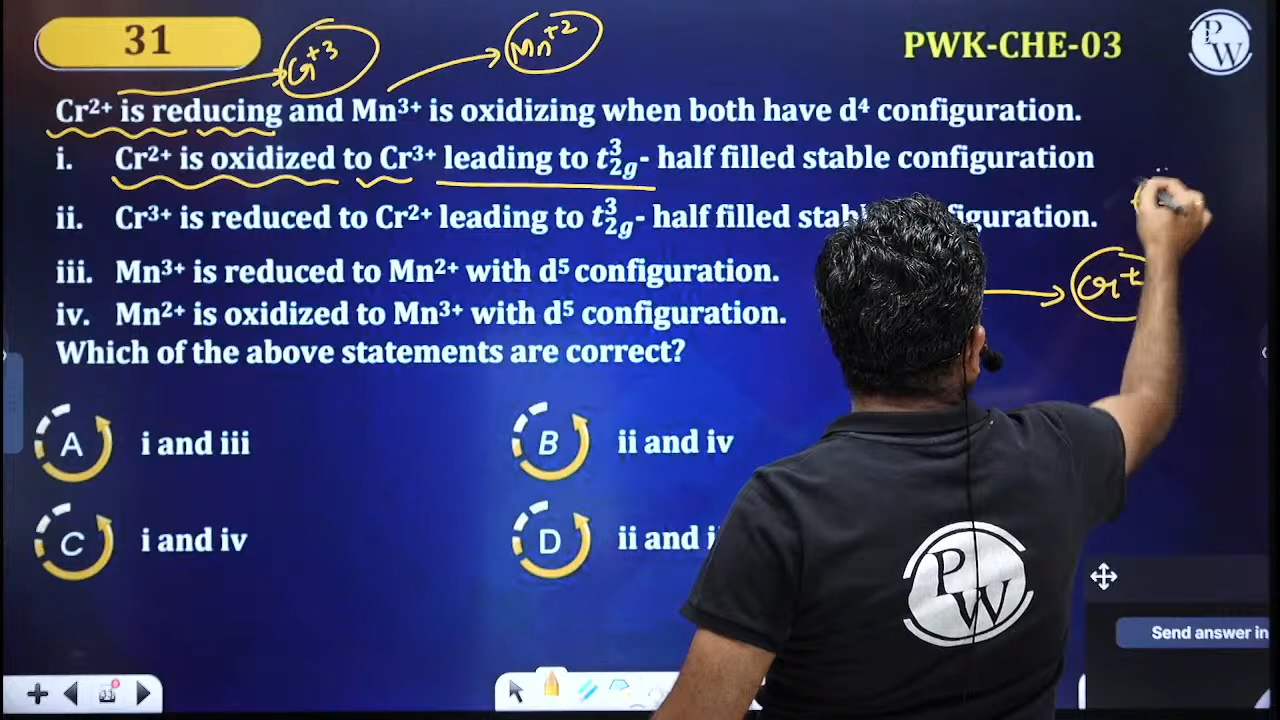 31
PWK-CHE-03
P
W
Cr+3
Mn+2
Cr²⁺ is reducing and Mn³⁺ is oxidizing when both have d⁴ configuration.
i. Cr²⁺ is oxidized to Cr³⁺ leading to t³₂g- half filled stable configuration
ii. Cr³⁺ is reduced to Cr²⁺ leading to t³₂g- half filled
iii. Mn³⁺ is reduced to Mn²⁺ with d⁵ configuration.
iv. Mn²⁺ is oxidized to Mn³⁺ with d⁵ configuration.
Which of the above statements are correct?
A i and iii
B ii and iv
C i and iv
D ii and
P
W
Send answer in